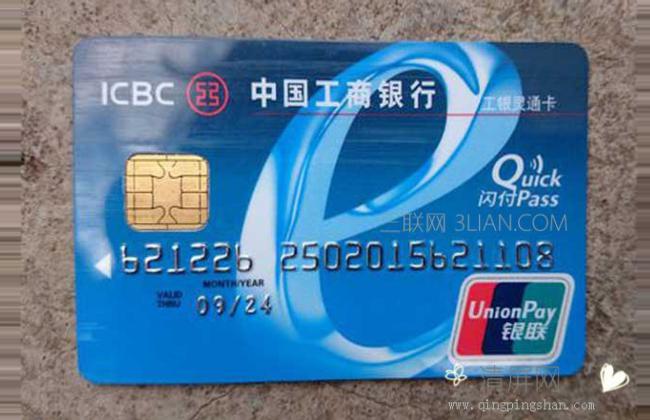 ICBC 中国工商银行
工银灵通卡
Quick
闪付Pass
三联网 3LIAN.COM
621226 2502015621108
MONTH/YEAR
VALID
THRU 09/24
UnionPay
银联
清屏网
www.qingpingshan.com